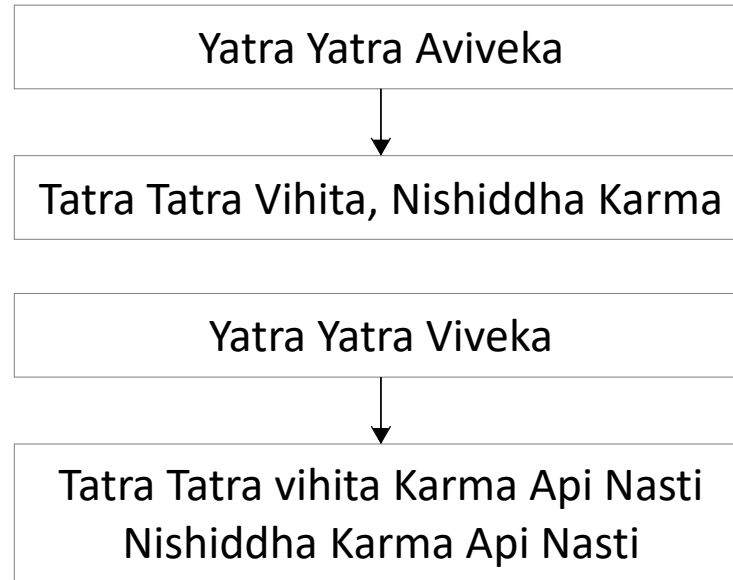 Yatra Yatra Aviveka
Tatra Tatra Vihita, Nishiddha Karma
Yatra Yatra Viveka
Tatra Tatra vihita Karma Api Nasti
Nishiddha Karma Api Nasti